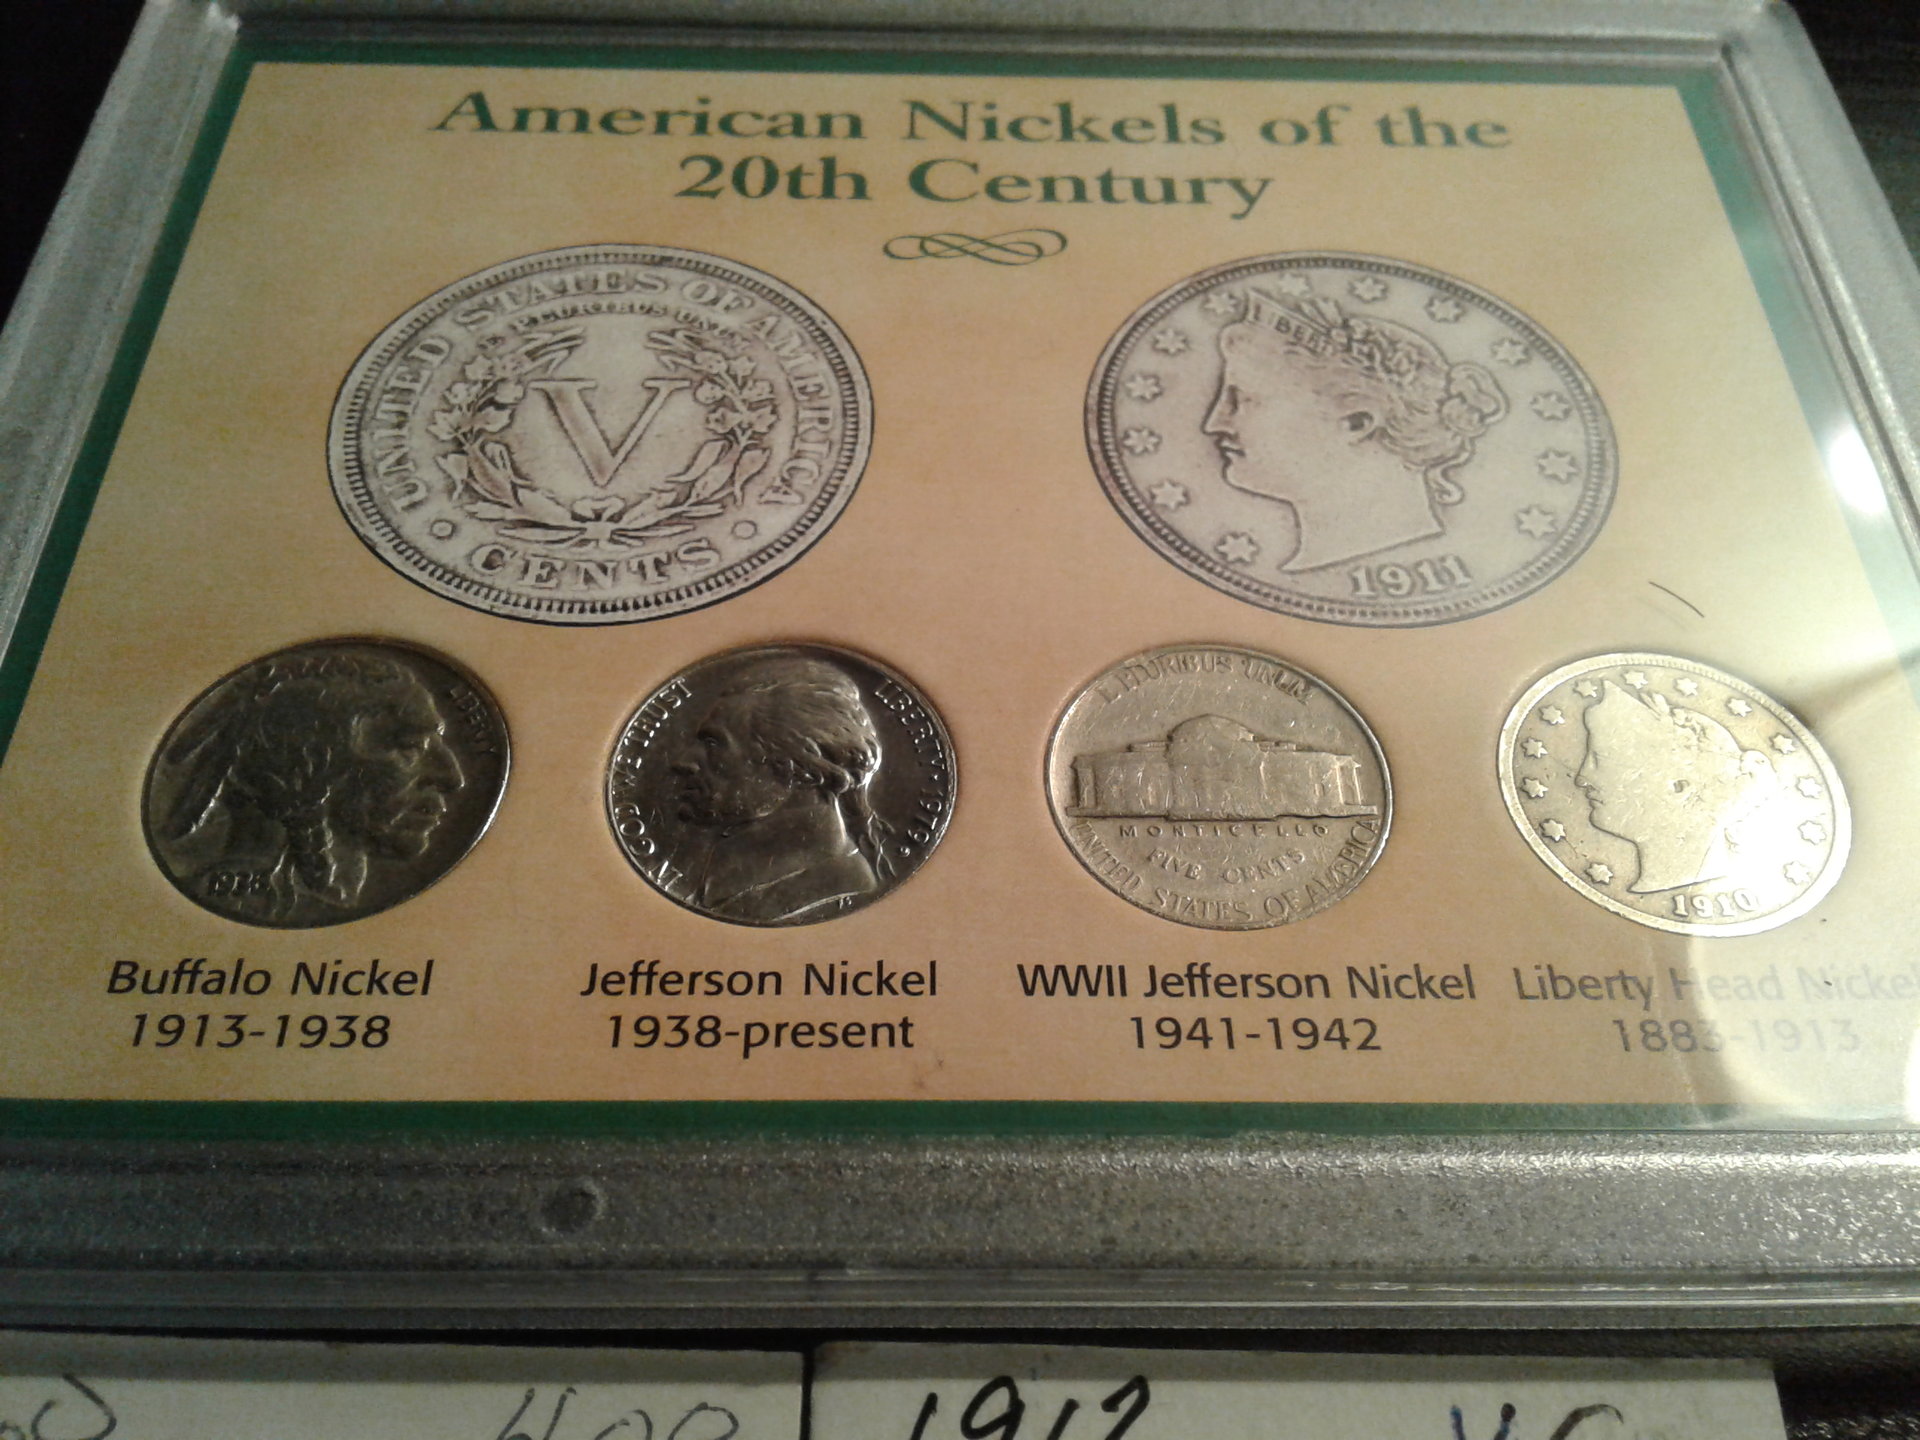 American Nickels of the
20th Century
UNITED STATES OF AMERICA
E PLURIBUS UNUM
V
CENTS
LIBERTY
1911
LIBERTY
IN GOD WE TRUST
LIBERTY · 1979
E PLURIBUS UNUM
MONTICELLO
FIVE CENTS
UNITED STATES OF AMERICA
1910
Buffalo Nickel
1913-1938
Jefferson Nickel
1938-present
WWII Jefferson Nickel
1941-1942
Liberty Head Nickel
1883-1913
400
1917